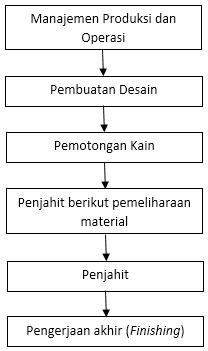 Manajemen Produksi dan
Operasi
Pembuatan Desain
Pemotongan Kain
Penjahit berikut pemeliharaan
material
Penjahit
Pengerjaan akhir (Finishing)